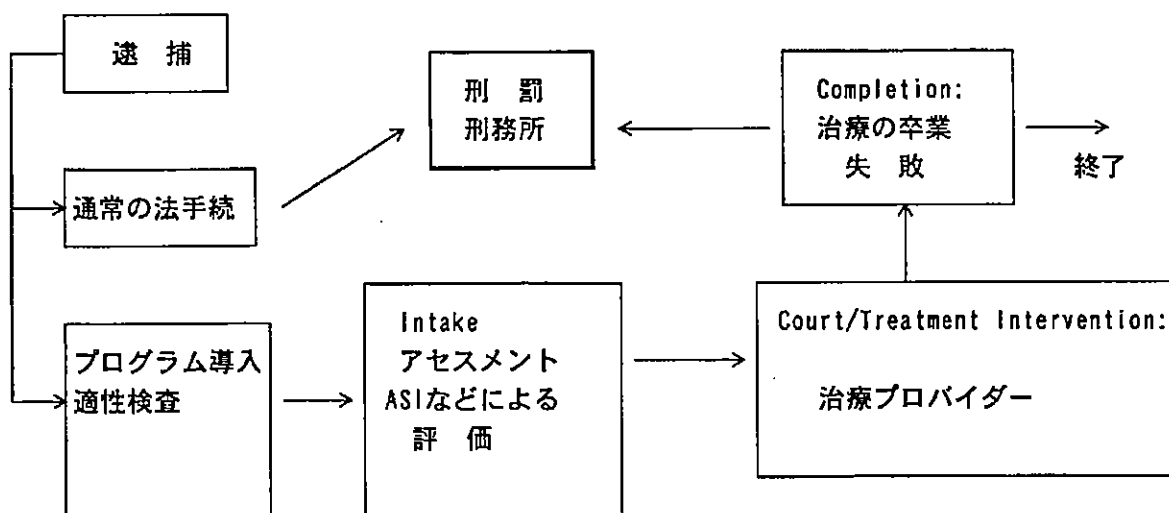 逮 捕
刑 罰
刑務所
Completion:
治療の卒業
失 敗
終了
通常の法手続
プログラム導入
適性検査
Intake
アセスメント
ASIなどによる
評 価
Court/Treatment Intervention:
治療プロバイダー